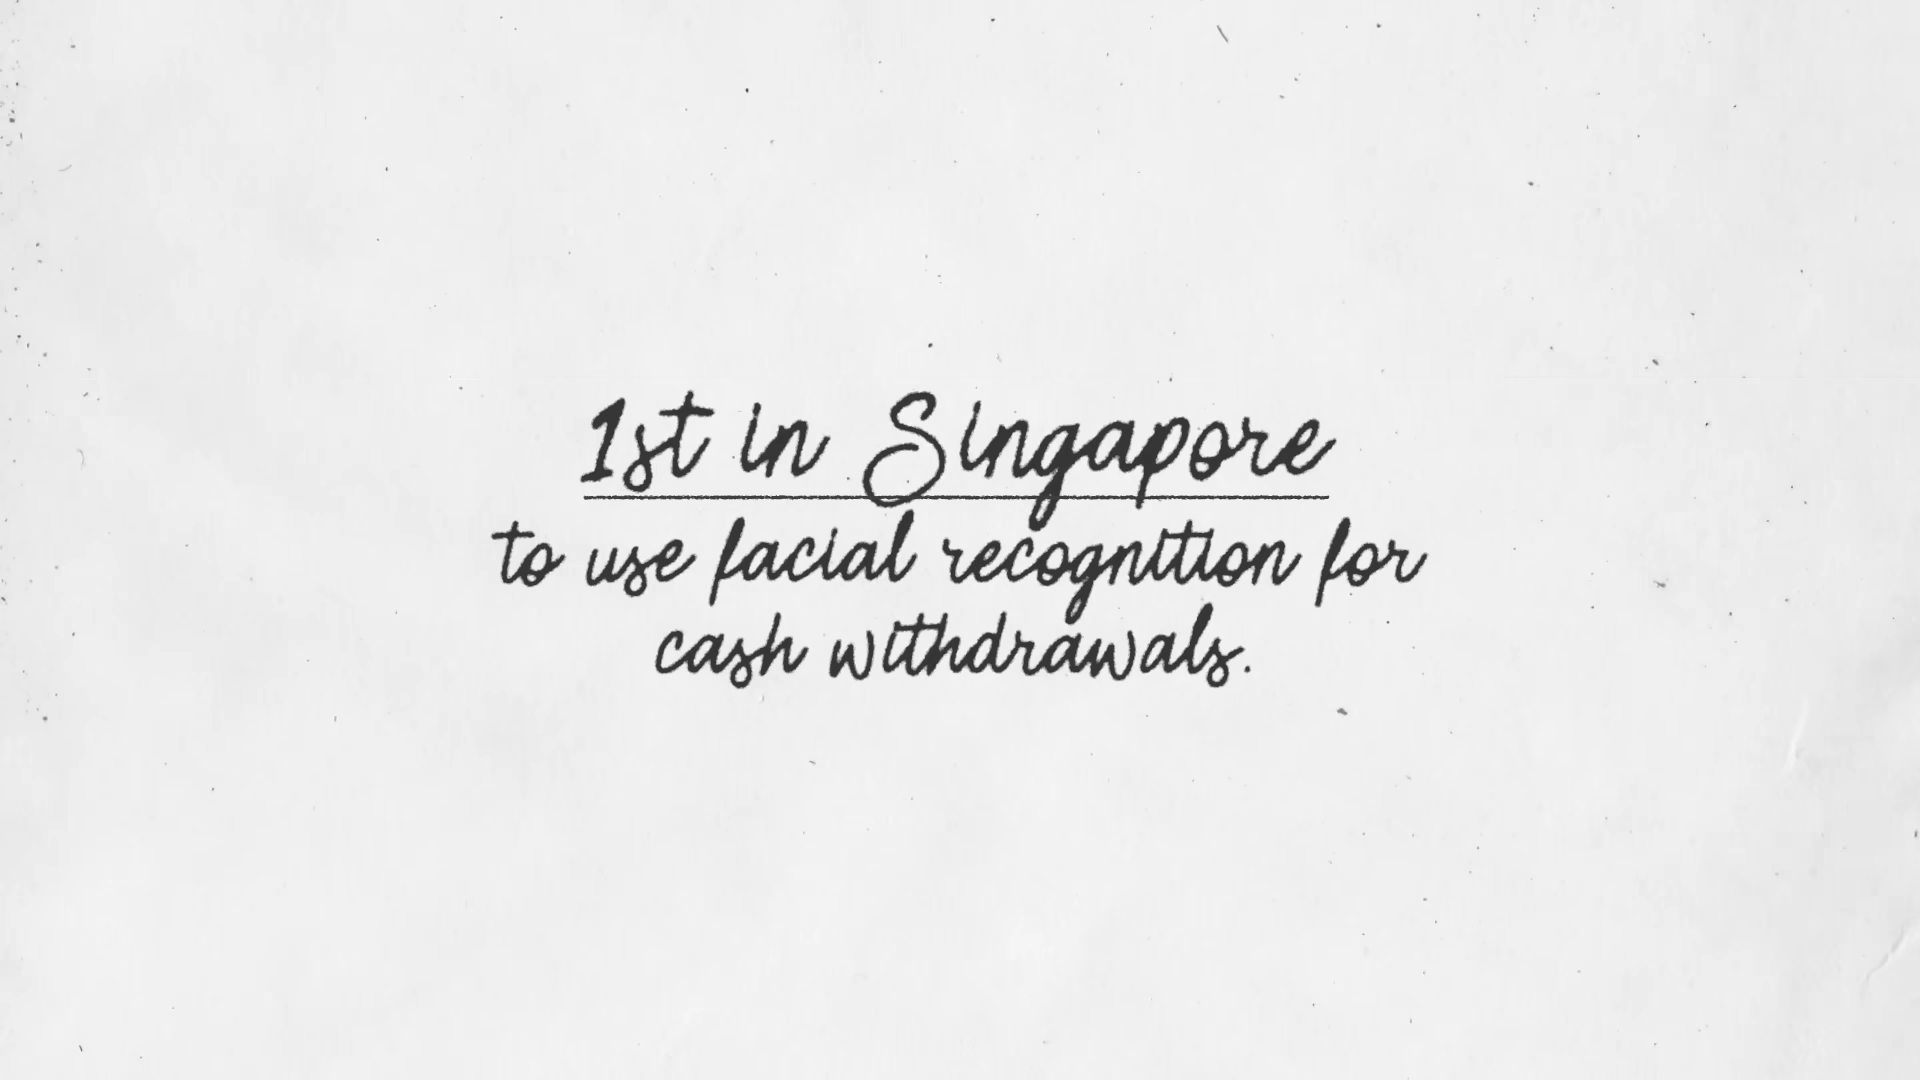 1st in Singapore
to use facial recognition for
cash withdrawals.